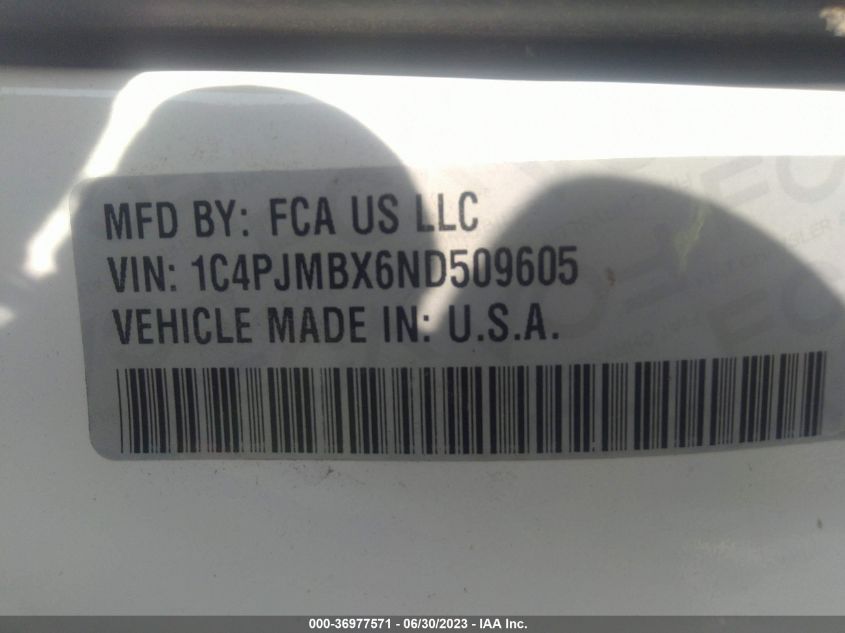 MFD BY: FCA US LLC
VIN: 1C4PJMBX6ND509605
VEHICLE MADE IN: U.S.A.
000-36977571 - 06/30/2023 - IAA Inc.